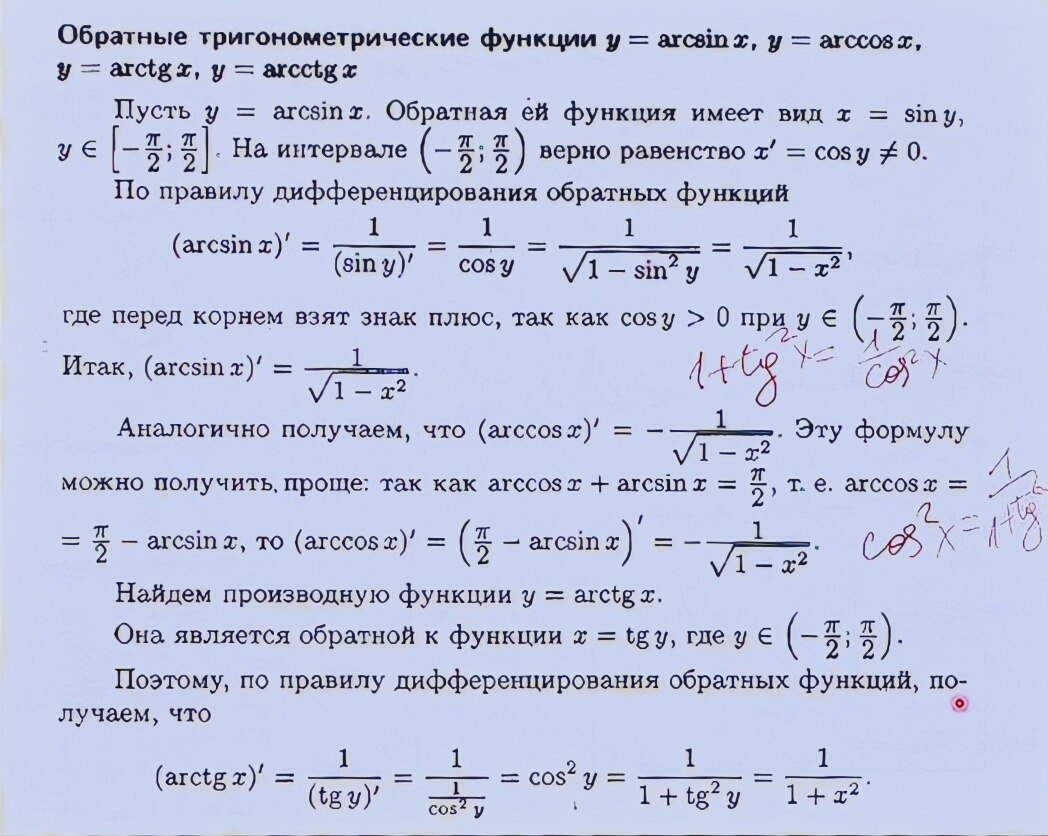 Обратные тригонометрические функции y = arcsin x, y = arccos x,
y = arctg x, y = arcctg x
Пусть y = arcsin x. Обратная ей функция имеет вид x = sin y,
y ∈ [−π/2; π/2]. На интервале (−π/2; π/2) верно равенство x′ = cos y ≠ 0.
По правилу дифференцирования обратных функций
(arcsin x)′ = 1/(sin y)′ = 1/cos y = 1/√(1 − sin² y) = 1/√(1 − x²),
где перед корнем взят знак плюс, так как cos y > 0 при y ∈ (−π/2; π/2).
Итак, (arcsin x)′ = 1/√(1 − x²).
1 + tg² x = 1/cos² x
Аналогично получаем, что (arccos x)′ = −1/√(1 − x²). Эту формулу
можно получить проще: так как arccos x + arcsin x = π/2, т. е. arccos x =
= π/2 − arcsin x, то (arccos x)′ = (π/2 − arcsin x)′ = −1/√(1 − x²).
cos² x = 1/(1 + tg²
Найдем производную функции y = arctg x.
Она является обратной к функции x = tg y, где y ∈ (−π/2; π/2).
Поэтому, по правилу дифференцирования обратных функций, по-
лучаем, что
(arctg x)′ = 1/(tg y)′ = 1/(1/cos² y) = cos² y = 1/(1 + tg² y) = 1/(1 + x²).